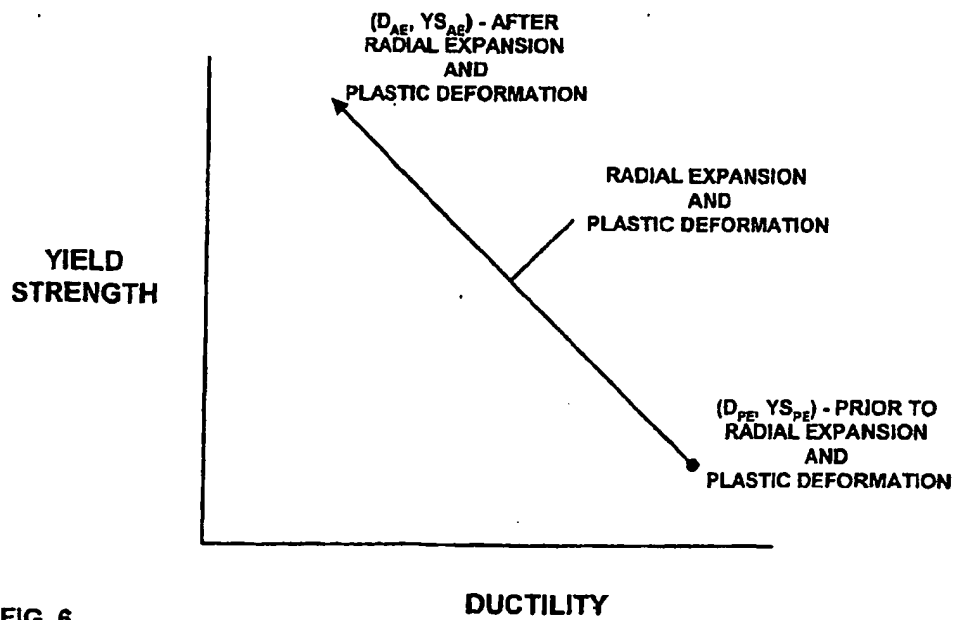 (D_AE, YS_AE) - AFTER
RADIAL EXPANSION
AND
PLASTIC DEFORMATION
RADIAL EXPANSION
AND
PLASTIC DEFORMATION
YIELD
STRENGTH
(D_PE, YS_PE) - PRIOR TO
RADIAL EXPANSION
AND
PLASTIC DEFORMATION
DUCTILITY
FIG. 6